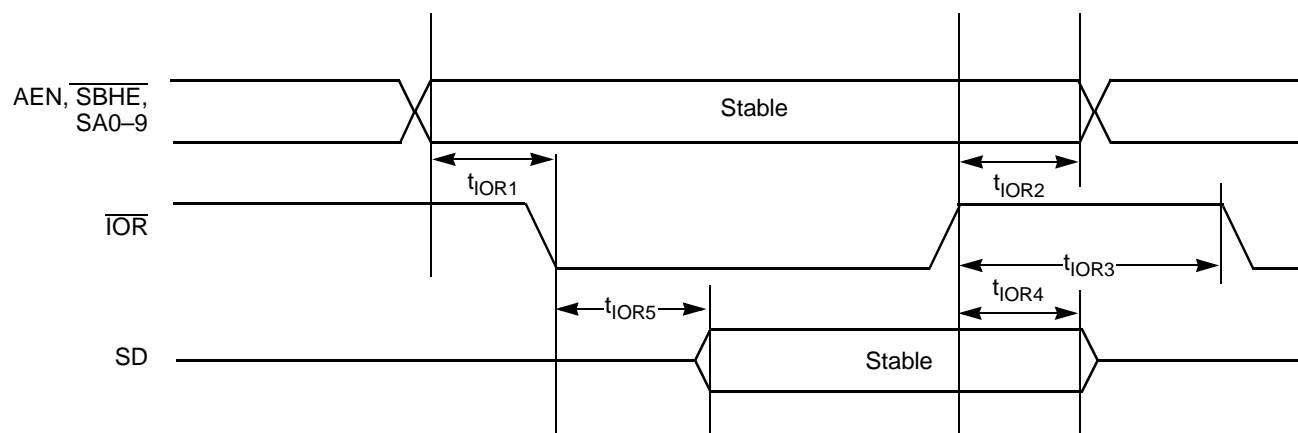 AEN, SBHE,
SA0–9
Stable
tIOR1
tIOR2
IOR
tIOR3
tIOR4
tIOR5
SD
Stable